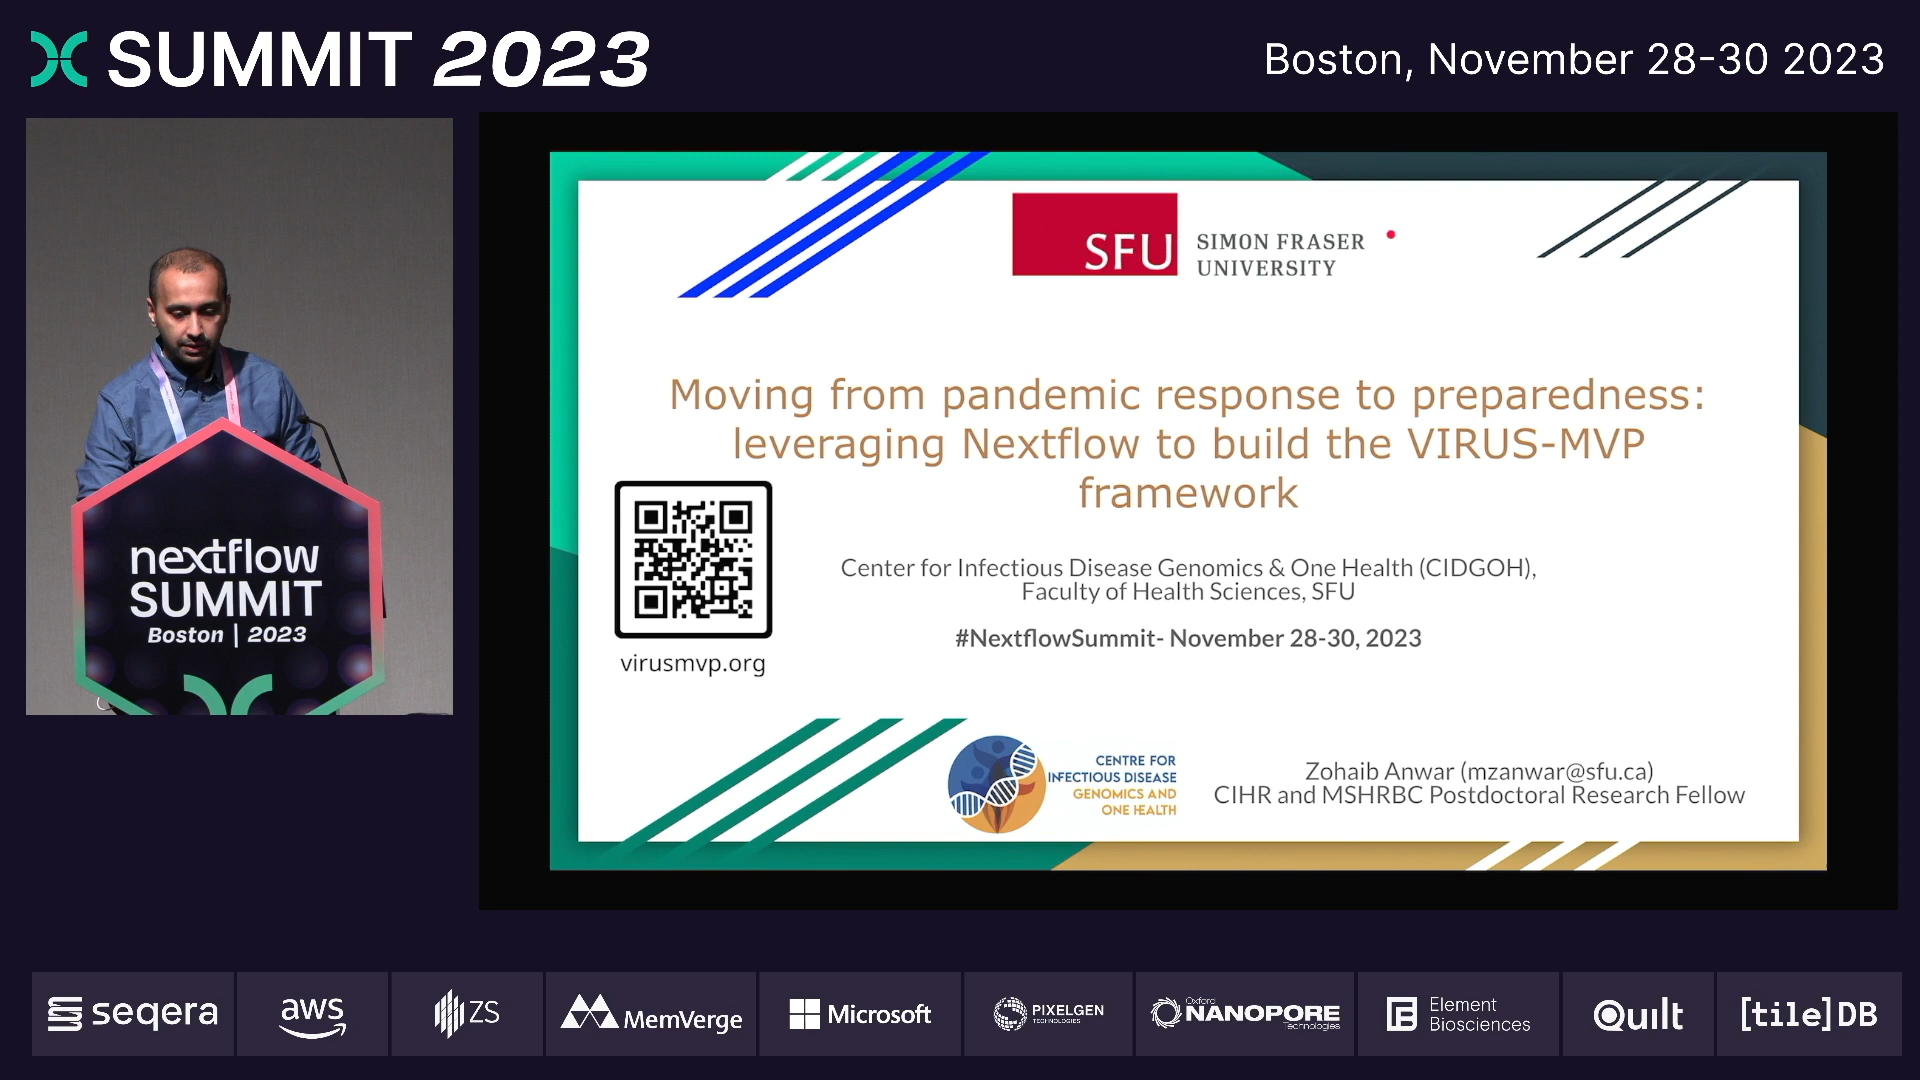 SUMMIT 2023
Boston, November 28-30 2023
SFU
SIMON FRASER
UNIVERSITY
Moving from pandemic response to preparedness:
leveraging Nextflow to build the VIRUS-MVP
framework
virusmvp.org
Center for Infectious Disease Genomics & One Health (CIDGOH),
Faculty of Health Sciences, SFU
#NextflowSummit- November 28-30, 2023
CENTRE FOR
INFECTIOUS DISEASE
GENOMICS AND
ONE HEALTH
Zohaib Anwar (mzanwar@sfu.ca)
CIHR and MSHRBC Postdoctoral Research Fellow
nextflow
SUMMIT
Boston | 2023
seqera
aws
ZS
MemVerge
Microsoft
PIXELGEN
TECHNOLOGIES
Oxford
NANOPORE
Technologies
Element
Biosciences
Quilt
[tile]DB